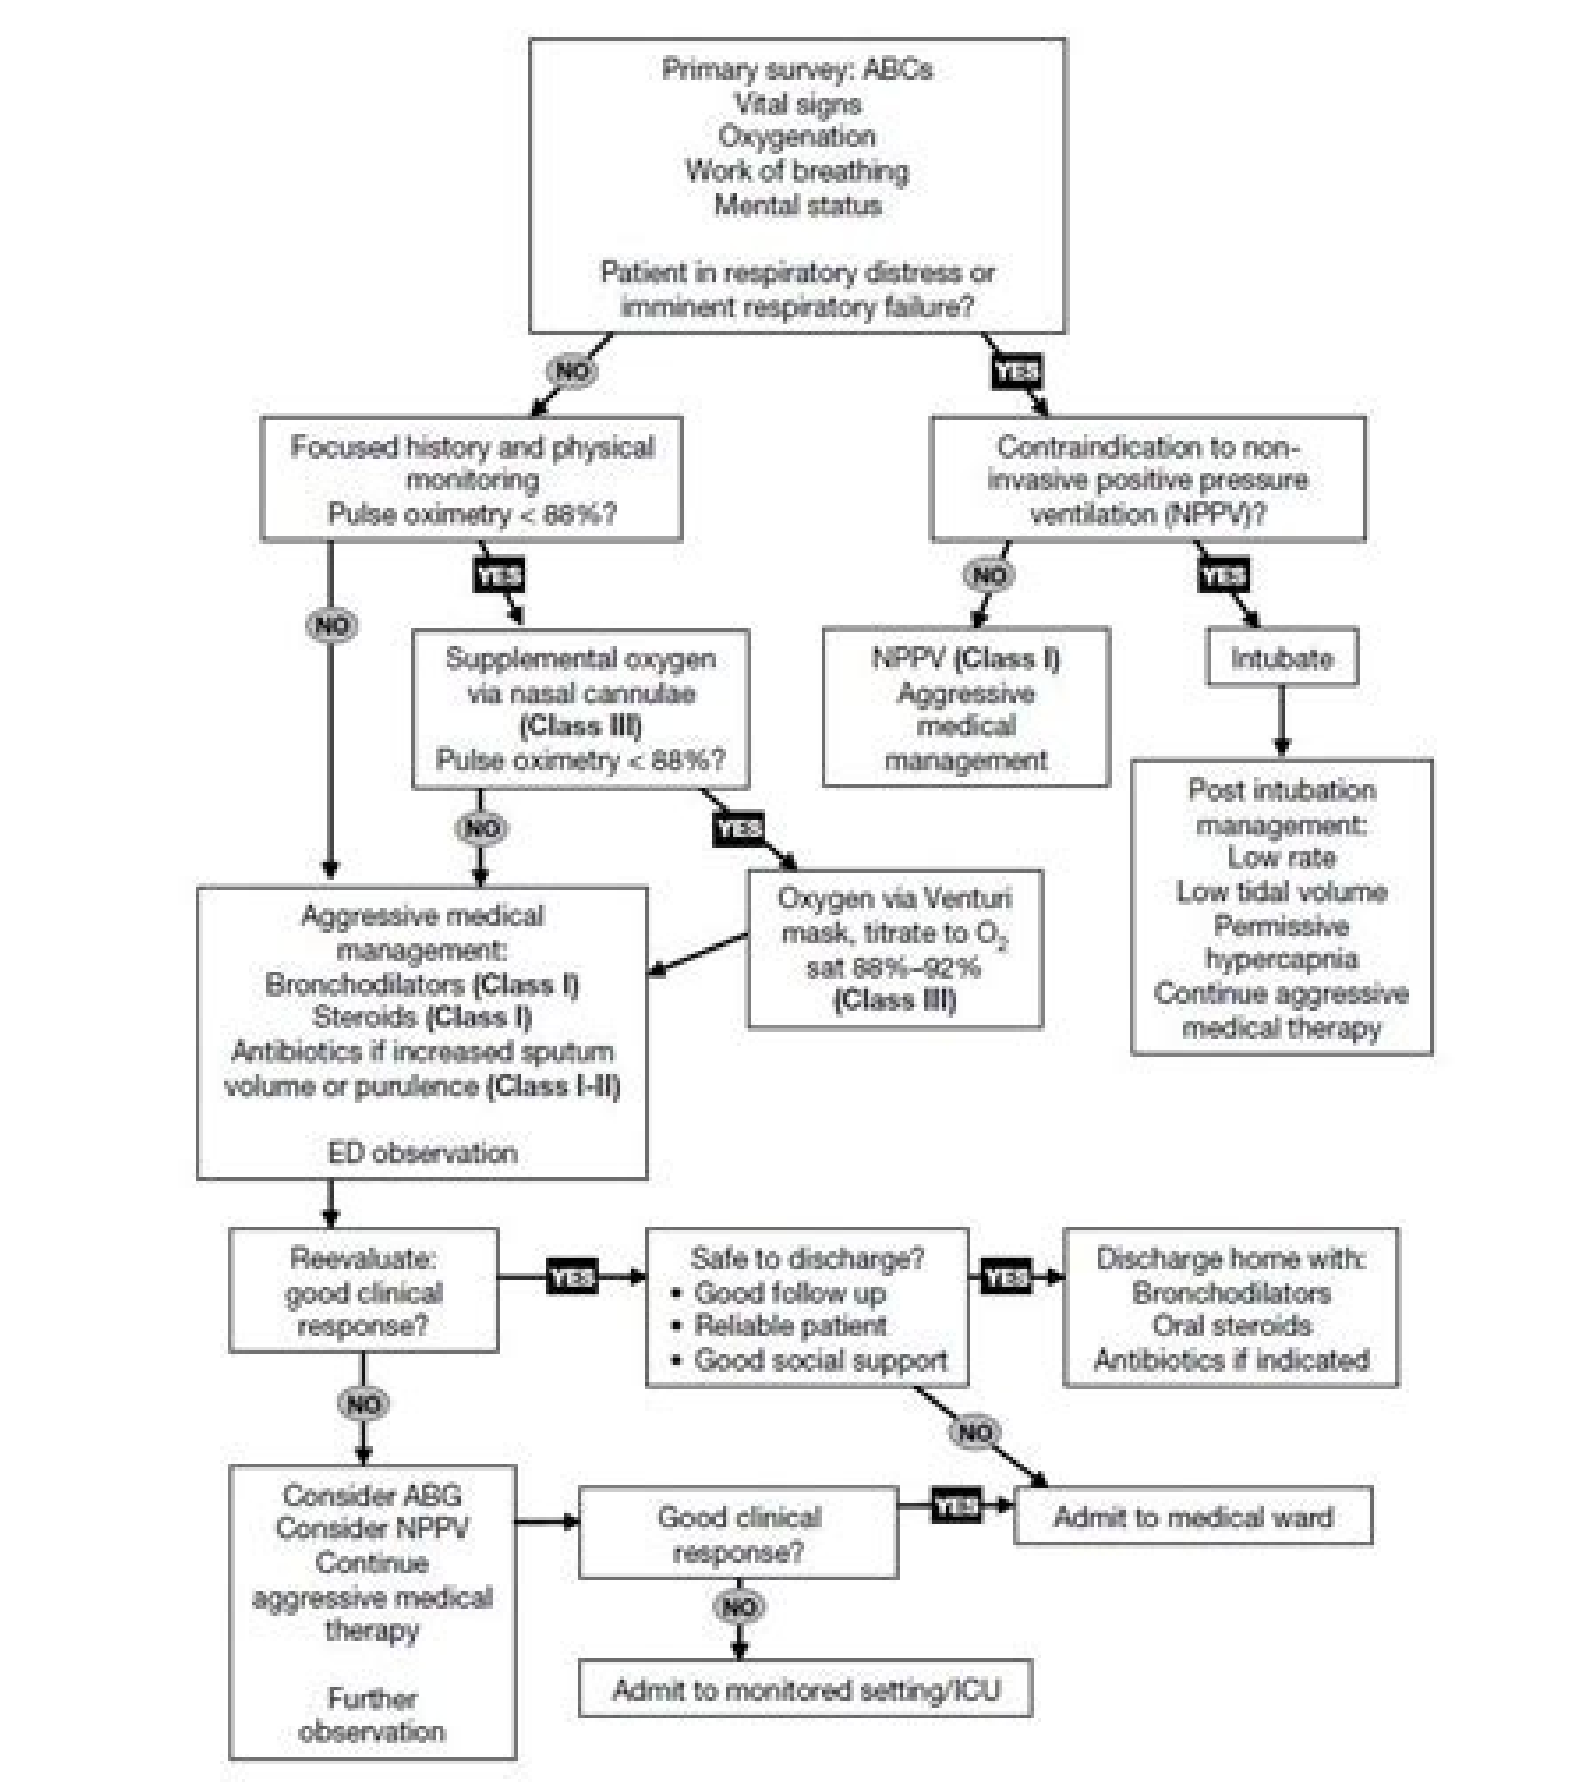 Primary survey: ABCs
Vital signs
Oxygenation
Work of breathing
Mental status
Patient in respiratory distress or
imminent respiratory failure?
NO
YES
Focused history and physical
monitoring
Pulse oximetry < 88%?
Contraindication to non-
invasive positive pressure
ventilation (NPPV)?
YES
NO
YES
NO
Supplemental oxygen
via nasal cannulae
(Class III)
Pulse oximetry < 88%?
NPPV (Class I)
Aggressive
medical
management
Intubate
NO
YES
Post intubation
management:
Low rate
Low tidal volume
Permissive
hypercapnia
Continue aggressive
medical therapy
Oxygen via Venturi
mask, titrate to O2
sat 88%–92%
(Class III)
Aggressive medical
management:
Bronchodilators (Class I)
Steroids (Class I)
Antibiotics if increased sputum
volume or purulence (Class I-II)
ED observation
Reevaluate:
good clinical
response?
YES
Safe to discharge?
• Good follow up
• Reliable patient
• Good social support
YES
Discharge home with:
Bronchodilators
Oral steroids
Antibiotics if indicated
NO
NO
Consider ABG
Consider NPPV
Continue
aggressive medical
therapy
Further
observation
Good clinical
response?
YES
Admit to medical ward
NO
Admit to monitored setting/ICU